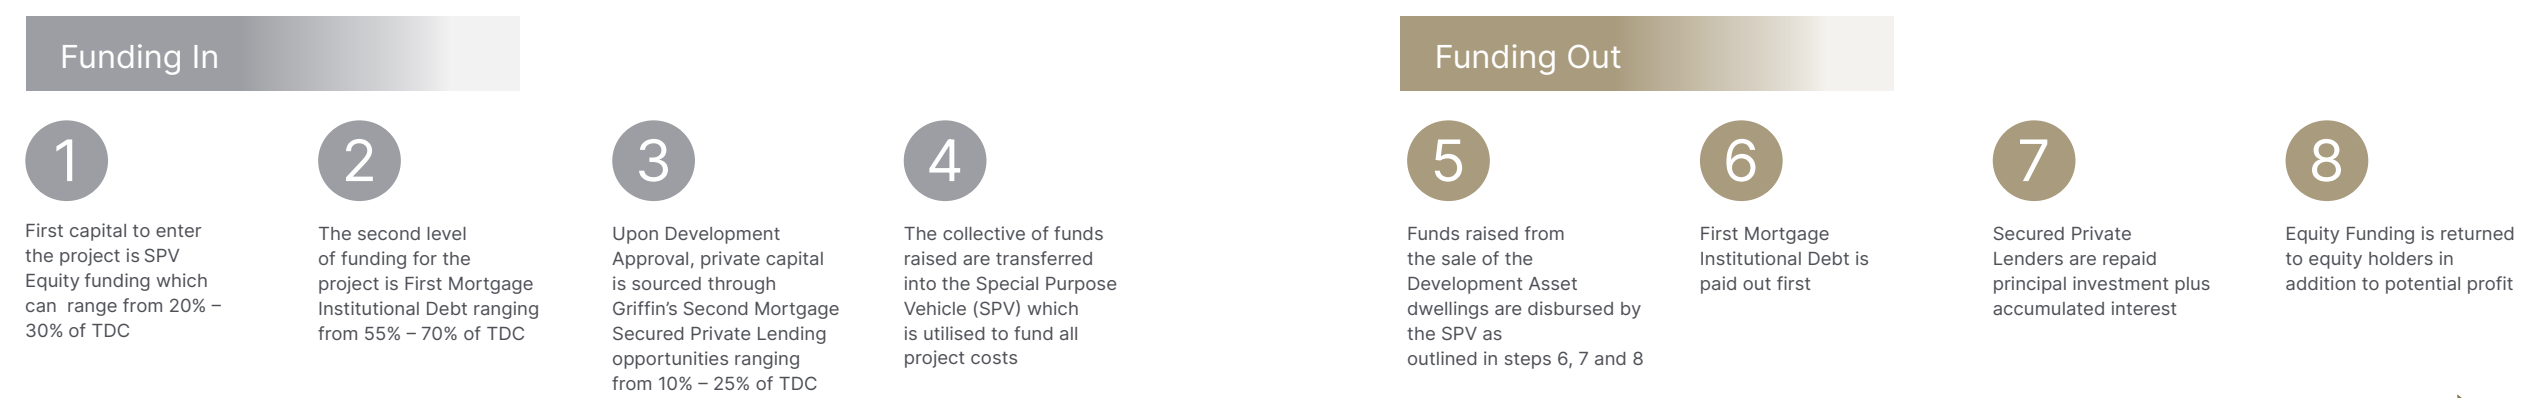 Funding In
1
First capital to enter
the project is SPV
Equity funding which
can  range from 20% –
30% of TDC
2
The second level
of funding for the
project is First Mortgage
Institutional Debt ranging
from 55% – 70% of TDC
3
Upon Development
Approval, private capital
is sourced through
Griffin’s Second Mortgage
Secured Private Lending
opportunities ranging
from 10% – 25% of TDC
4
The collective of funds
raised are transferred
into the Special Purpose
Vehicle (SPV) which
is utilised to fund all
project costs
Funding Out
5
Funds raised from
the sale of the
Development Asset
dwellings are disbursed by
the SPV as
outlined in steps 6, 7 and 8
6
First Mortgage
Institutional Debt is
paid out first
7
Secured Private
Lenders are repaid
principal investment plus
accumulated interest
8
Equity Funding is returned
to equity holders in
addition to potential profit